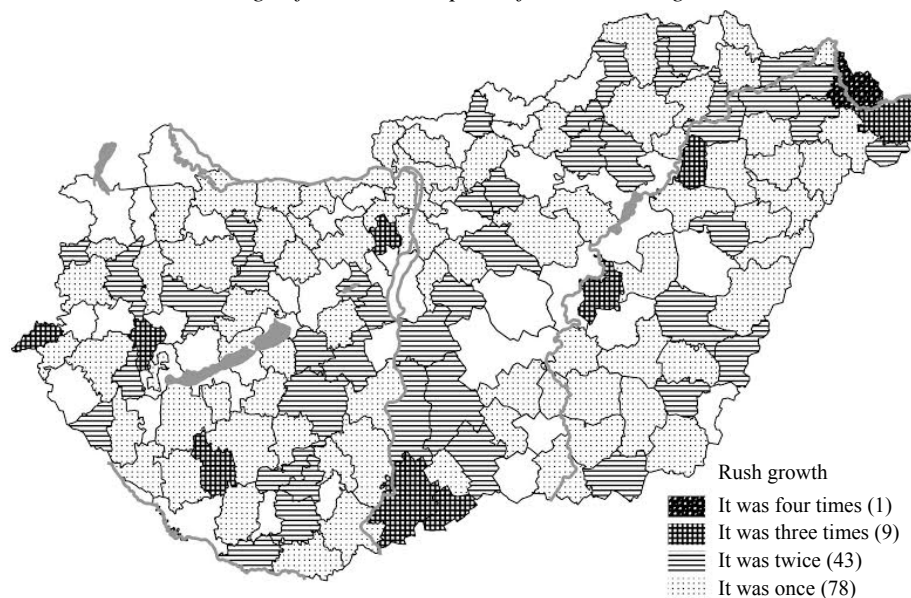 Rush growth
It was four times (1)
It was three times (9)
It was twice (43)
It was once (78)